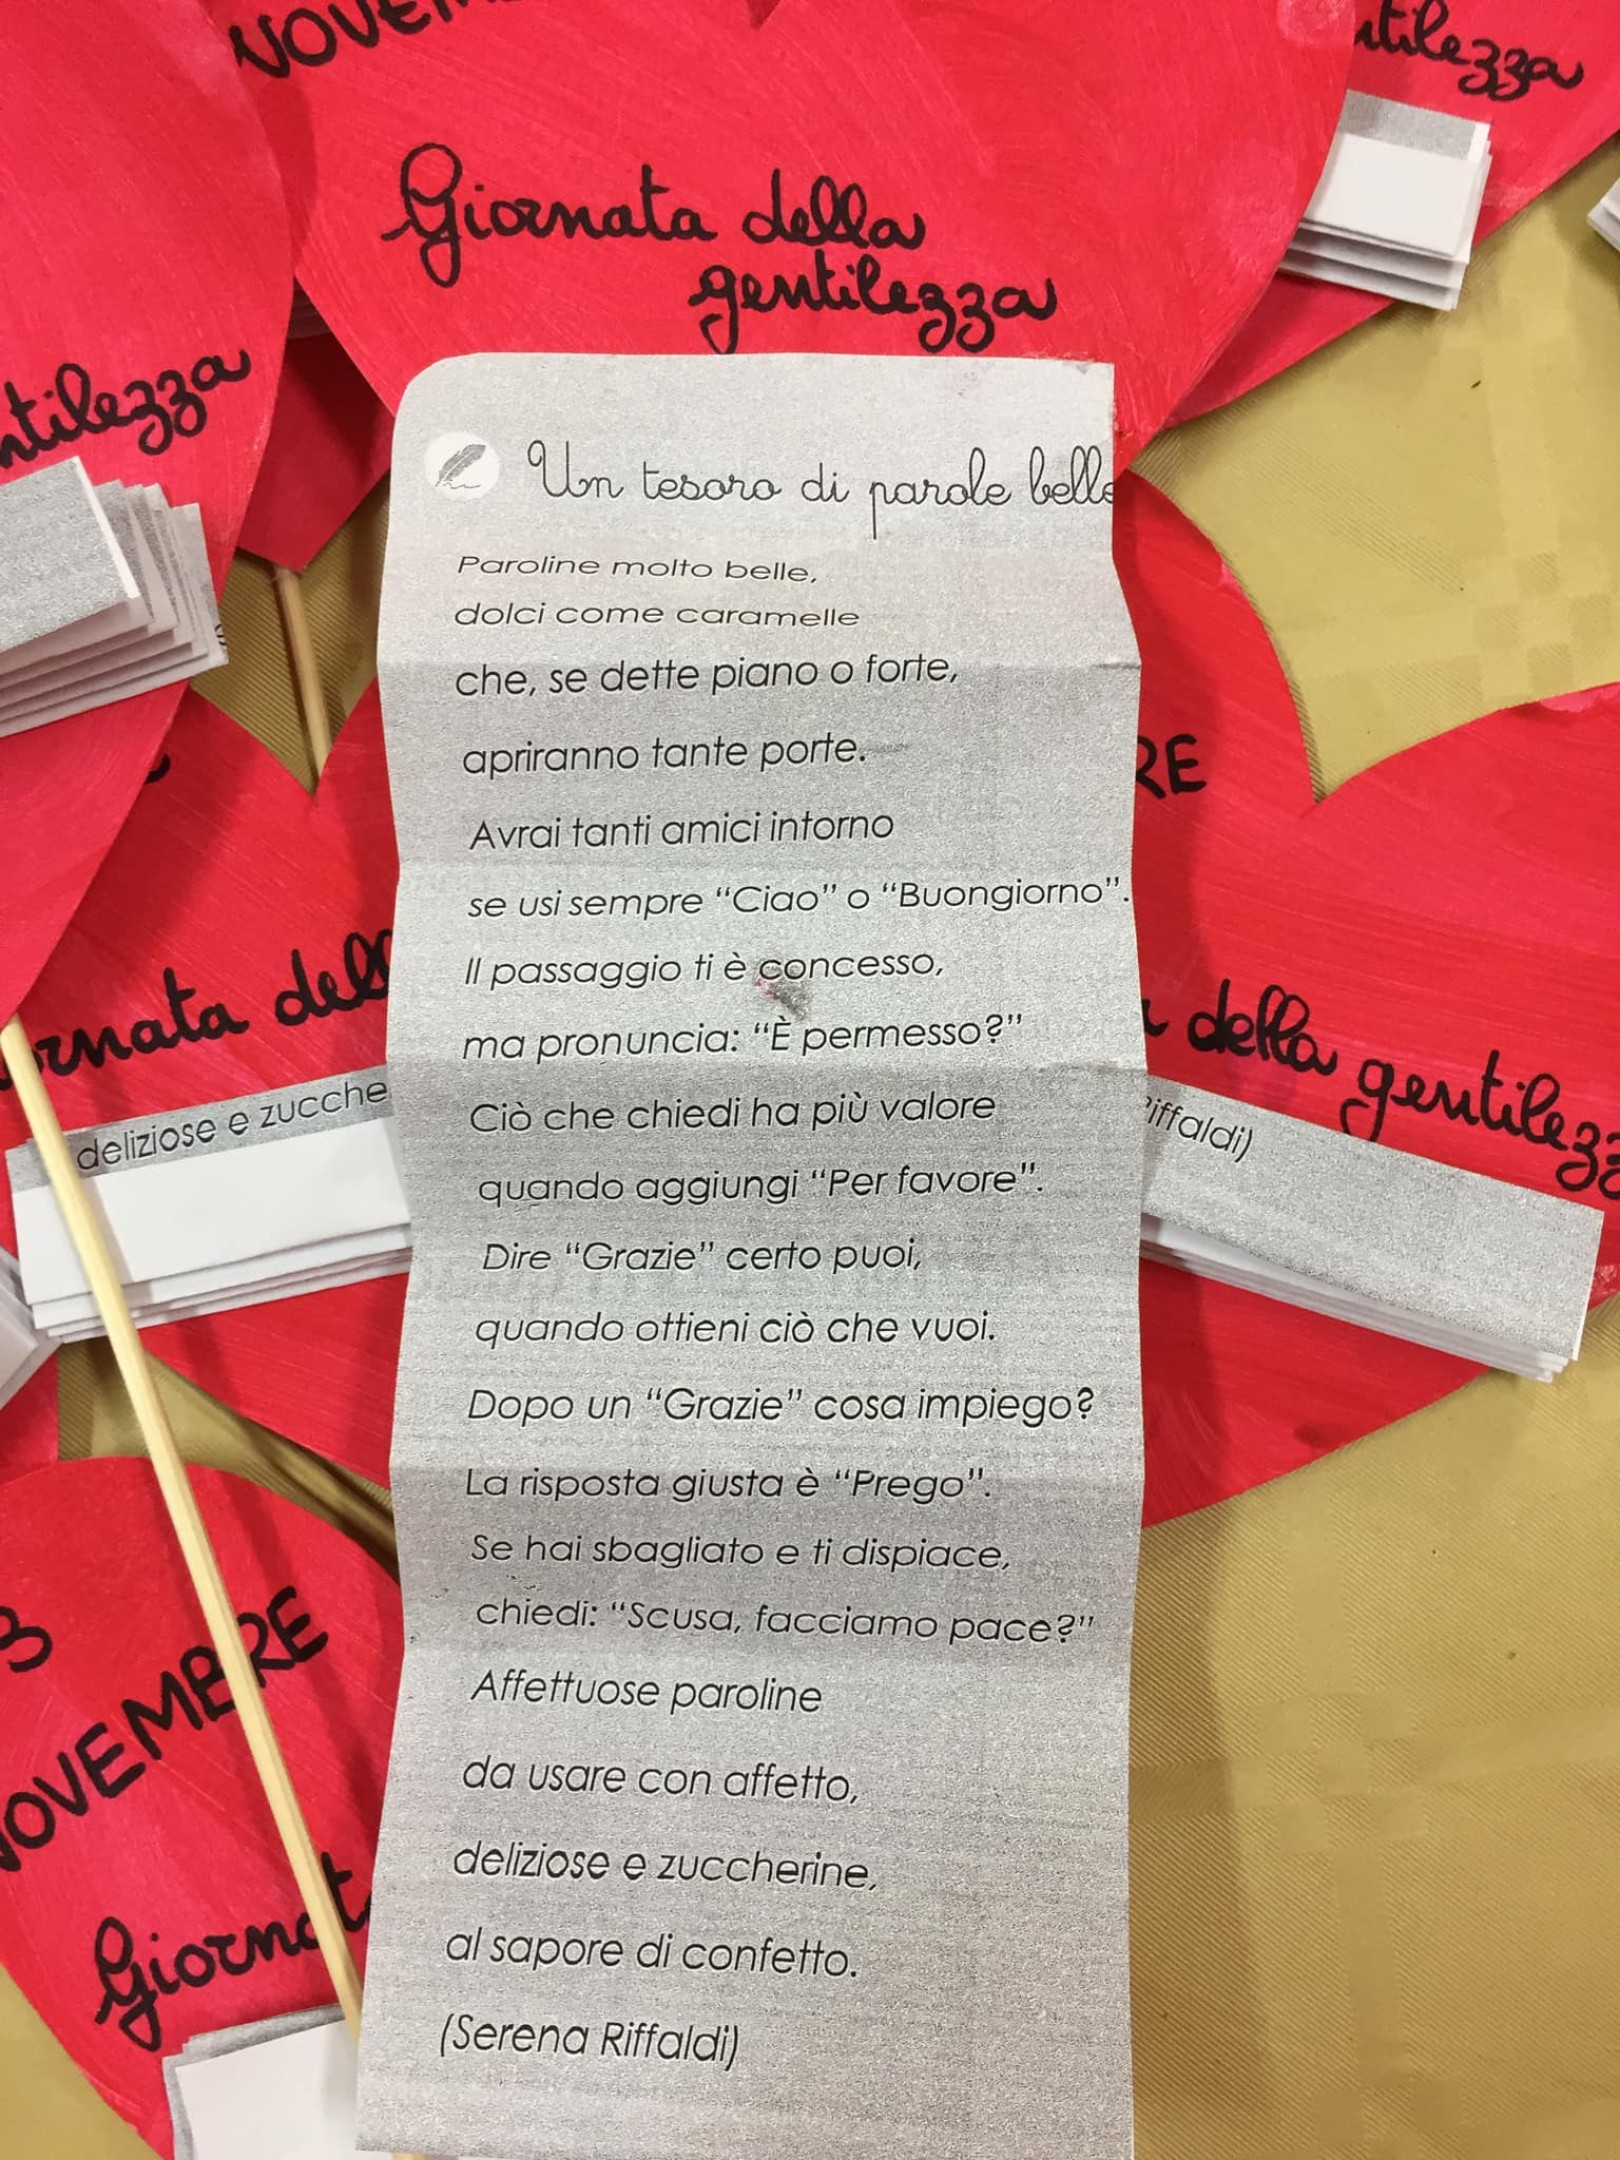 Giornata della
gentilezza
Un tesoro di parole belle
Paroline molto belle,
dolci come caramelle
che, se dette piano o forte,
apriranno tante porte.
Avrai tanti amici intorno
se usi sempre “Ciao” o “Buongiorno”.
Il passaggio ti è concesso,
ma pronuncia: “È permesso?”
Ciò che chiedi ha più valore
quando aggiungi “Per favore”.
Dire “Grazie” certo puoi,
quando ottieni ciò che vuoi.
Dopo un “Grazie” cosa impiego?
La risposta giusta è “Prego”.
Se hai sbagliato e ti dispiace,
chiedi: “Scusa, facciamo pace?”
Affettuose paroline
da usare con affetto,
deliziose e zuccherine,
al sapore di confetto.
(Serena Riffaldi)
deliziose e zucche
della gentilez
iffaldi)
3
NOVEMBRE